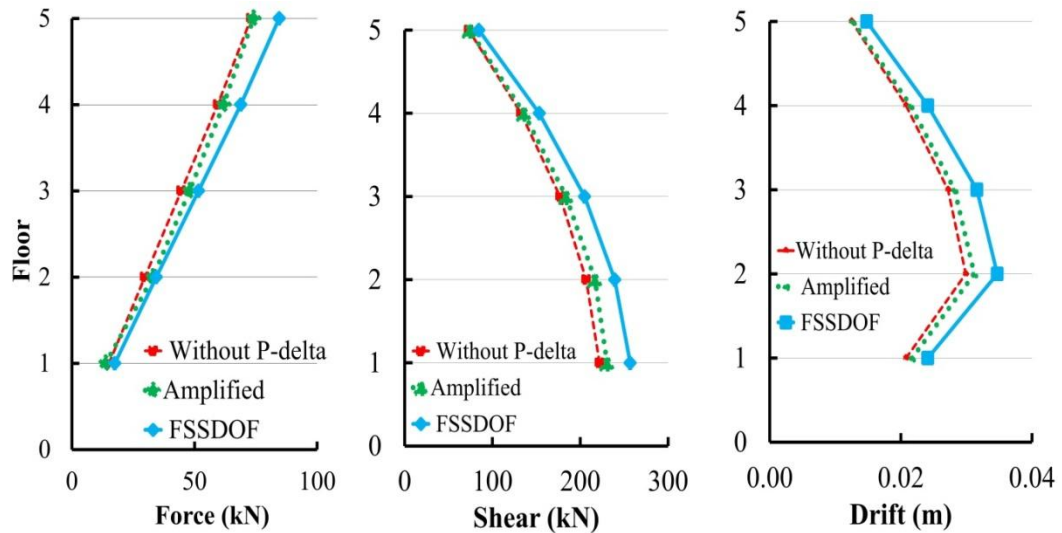 5
4
3
2
1
0
Floor
0
50
100
Force (kN)
Without P-delta
Amplified
FSSDOF
5
4
3
2
1
0
0
100
200
300
Shear (kN)
Without P-delta
Amplified
FSSDOF
5
4
3
2
1
0
0.00
0.02
0.04
Drift (m)
Without P-delta
Amplified
FSSDOF